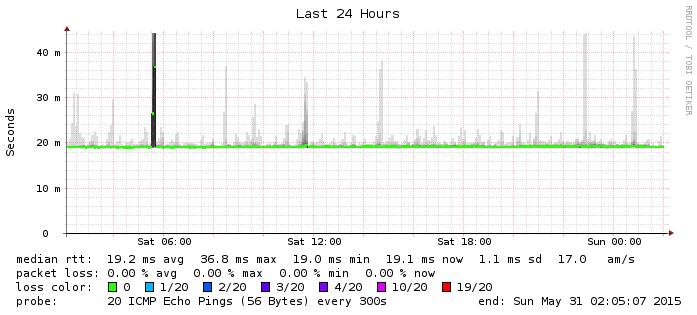 Last 24 Hours
RRDTOOL / TOBI OETIKER
Seconds
40 m
30 m
20 m
10 m
0
Sat 06:00 Sat 12:00 Sat 18:00 Sun 00:00
median rtt: 19.2 ms avg 36.8 ms max 19.0 ms min 19.1 ms now 1.1 ms sd 17.0 am/s
packet loss: 0.00 % avg 0.00 % max 0.00 % min 0.00 % now
loss color: 0 1/20 2/20 3/20 4/20 10/20 19/20
probe: 20 ICMP Echo Pings (56 Bytes) every 300s end: Sun May 31 02:05:07 2015